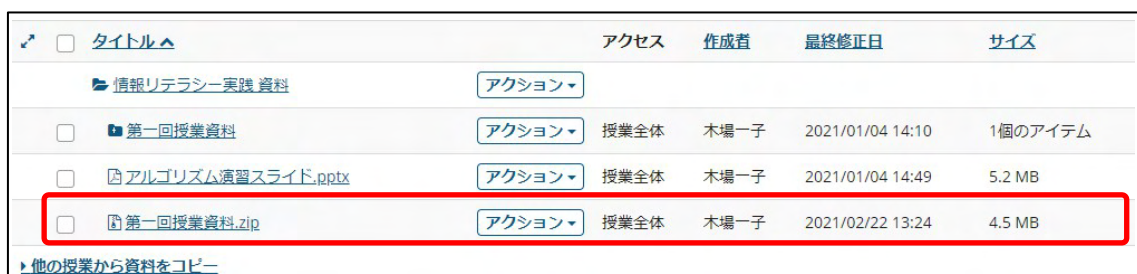 タイトル アクセス 作成者 最終修正日 サイズ
情報リテラシー実践 資料 アクション
第一回授業資料 アクション 授業全体 木場一子 2021/01/04 14:10 1個のアイテム
アルゴリズム演習スライド.pptx アクション 授業全体 木場一子 2021/01/04 14:49 5.2 MB
第一回授業資料.zip アクション 授業全体 木場一子 2021/02/22 13:24 4.5 MB
他の授業から資料をコピー